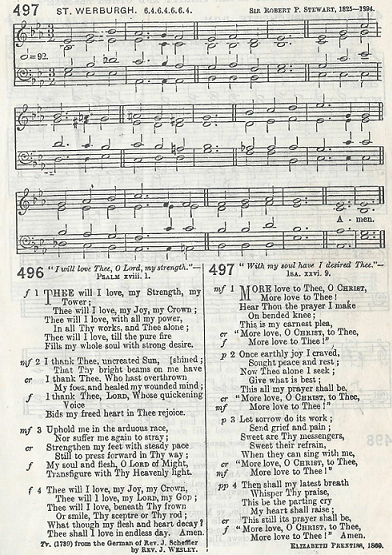 497 ST. WERBURGH. 6.4.6.4.6.6.4. SIR ROBERT P. STEWART, 1825–1894.
=92.
A - men.
496 "I will love Thee, O Lord, my strength."—
PSALM xviii. 1.
f 1 THEE will I love, my Strength, my
Tower;
Thee will I love, my Joy, my Crown;
Thee will I love, with all my power,
In all Thy works, and Thee alone;
Thee will I love, till the pure fire
Fills my whole soul with strong desire.
mf 2 I thank Thee, uncreated Sun, [shined;
That Thy bright beams on me have
cr I thank Thee, Who hast overthrown
My foes, and healed my wounded mind;
f I thank Thee, LORD, Whose quickening
Voice
Bids my freed heart in Thee rejoice.
mf 3 Uphold me in the arduous race,
Nor suffer me again to stray;
cr Strengthen my feet with steady pace
Still to press forward in Thy way;
f My soul and flesh, O LORD of Might,
Transfigure with Thy Heavenly light.
f 4 Thee will I love, my Joy, my Crown,
Thee will I love, my LORD, my GOD;
Thee will I love, beneath Thy frown
Or smile, Thy sceptre or Thy rod;
What though my flesh and heart decay?
Thee shall I love in endless day. Amen.
Tr. (1739) from the German of Rev. J. Scheffler
by REV. J. WESLEY.
497 "With my soul have I desired Thee."—
ISA. xxvi. 9.
mf 1 MORE love to Thee, O CHRIST,
More love to Thee!
Hear Thou the prayer I make
On bended knee;
This is my earnest plea,
cr "More love, O CHRIST, to Thee,
f More love to Thee!"
p 2 Once earthly joy I craved,
Sought peace and rest;
Now Thee alone I seek;
Give what is best;
This all my prayer shall be,
cr "More love, O CHRIST, to Thee,
mf More love to Thee!"
p 3 Let sorrow do its work;
Send grief and pain;
Sweet are Thy messengers,
Sweet their refrain,
When they can sing with me,
cr "More love, O CHRIST, to Thee,
mf More love to Thee!"
pp 4 Then shall my latest breath
Whisper Thy praise,
This be the parting cry
My heart shall raise;
cr This still its prayer shall be,
f "More love, O CHRIST, to Thee,
More love to Thee!" Amen.
ELIZABETH PRENTISS, 1869.